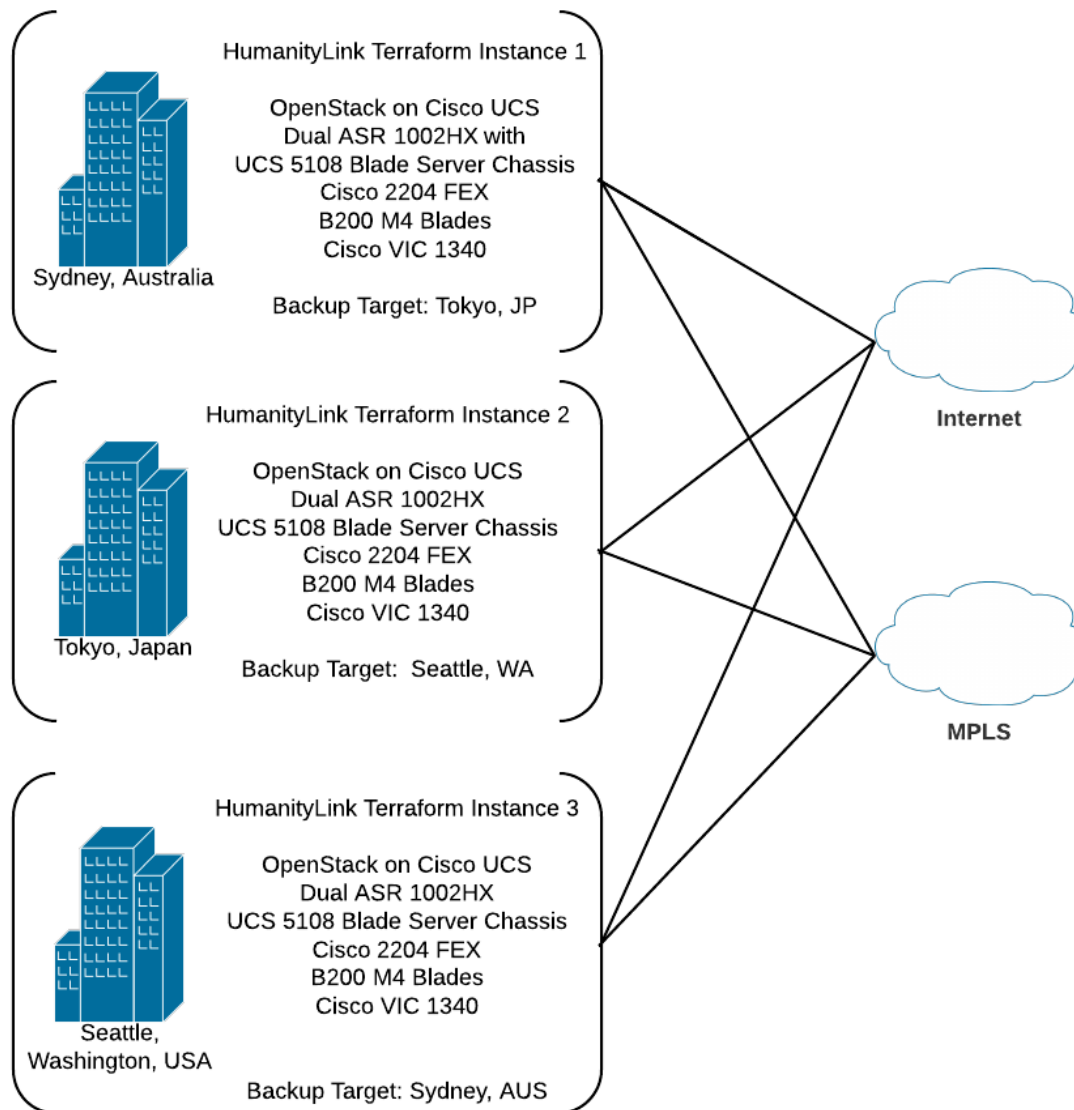 HumanityLink Terraform Instance 1
OpenStack on Cisco UCS
Dual ASR 1002HX with
UCS 5108 Blade Server Chassis
Cisco 2204 FEX
B200 M4 Blades
Cisco VIC 1340
Sydney, Australia
Backup Target: Tokyo, JP
HumanityLink Terraform Instance 2
OpenStack on Cisco UCS
Dual ASR 1002HX
UCS 5108 Blade Server Chassis
Cisco 2204 FEX
B200 M4 Blades
Cisco VIC 1340
Tokyo, Japan
Backup Target:  Seattle, WA
HumanityLink Terraform Instance 3
OpenStack on Cisco UCS
Dual ASR 1002HX
UCS 5108 Blade Server Chassis
Cisco 2204 FEX
B200 M4 Blades
Cisco VIC 1340
Seattle,
Washington, USA
Backup Target: Sydney, AUS
Internet
MPLS